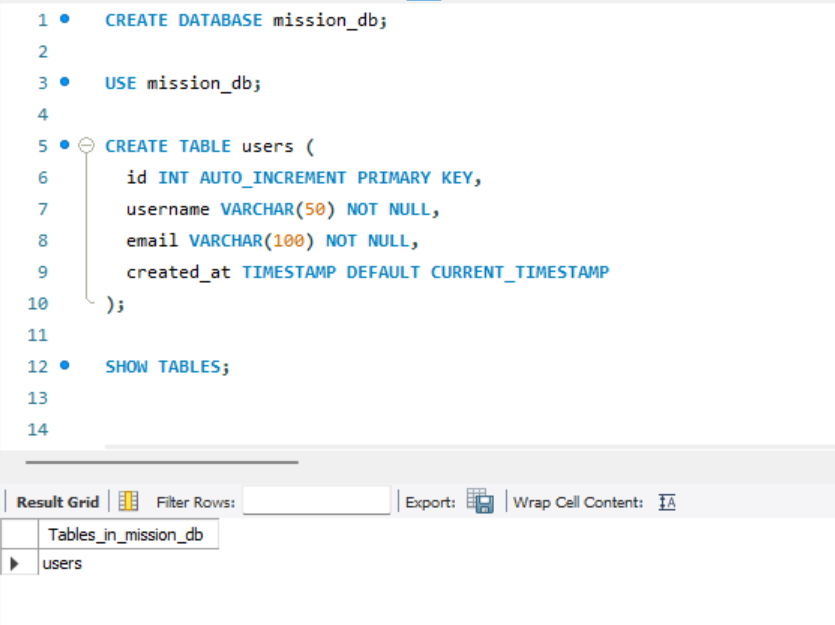 1 CREATE DATABASE mission_db;
2
3 USE mission_db;
4
5 CREATE TABLE users (
6 id INT AUTO_INCREMENT PRIMARY KEY,
7 username VARCHAR(50) NOT NULL,
8 email VARCHAR(100) NOT NULL,
9 created_at TIMESTAMP DEFAULT CURRENT_TIMESTAMP
10 );
11
12 SHOW TABLES;
13
14
Result Grid Filter Rows: Export: Wrap Cell Content: IA
Tables_in_mission_db
users